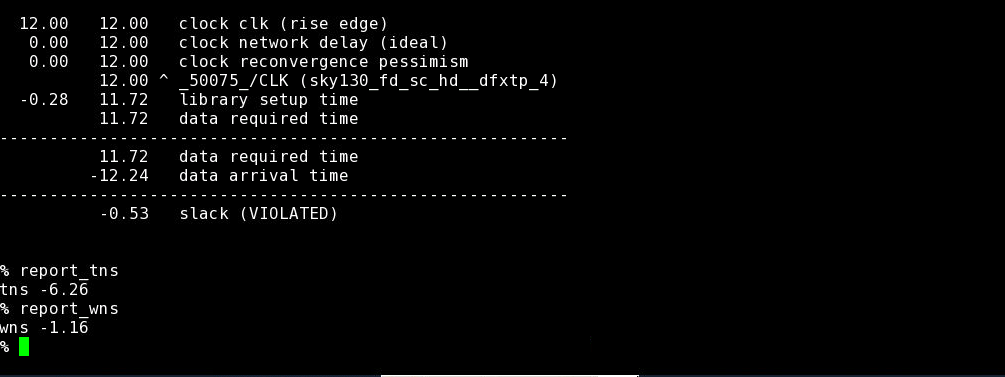 12.00 12.00 clock clk (rise edge)
0.00 12.00 clock network delay (ideal)
0.00 12.00 clock reconvergence pessimism
12.00 ^ _50075_/CLK (sky130_fd_sc_hd__dfxtp_4)
-0.28 11.72 library setup time
11.72 data required time
---------------------------------------------------------
11.72 data required time
-12.24 data arrival time
---------------------------------------------------------
-0.53 slack (VIOLATED)
% report_tns
tns -6.26
% report_wns
wns -1.16
%